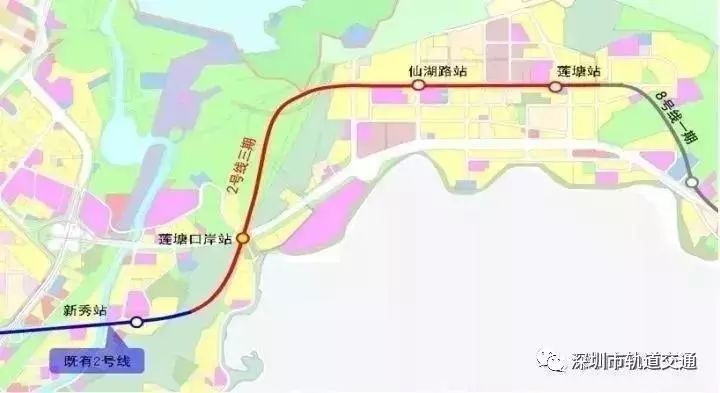 仙湖路站
莲塘站
8号线一期
2号线三期
莲塘口岸站
新秀站
既有2号线
深圳市轨道交通